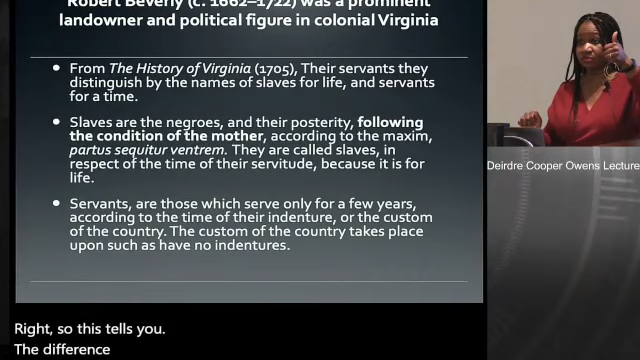 Robert Beverly (c. 1662–1722) was a prominent
landowner and political figure in colonial Virginia
• From The History of Virginia (1705), Their servants they
distinguish by the names of slaves for life, and servants
for a time.
• Slaves are the negroes, and their posterity, following
the condition of the mother, according to the maxim,
partus sequitur ventrem. They are called slaves, in
respect of the time of their servitude, because it is for
life.
• Servants, are those which serve only for a few years,
according to the time of their indenture, or the custom
of the country. The custom of the country takes place
upon such as have no indentures.
Deirdre Cooper Owens Lecture
Right, so this tells you.
The difference